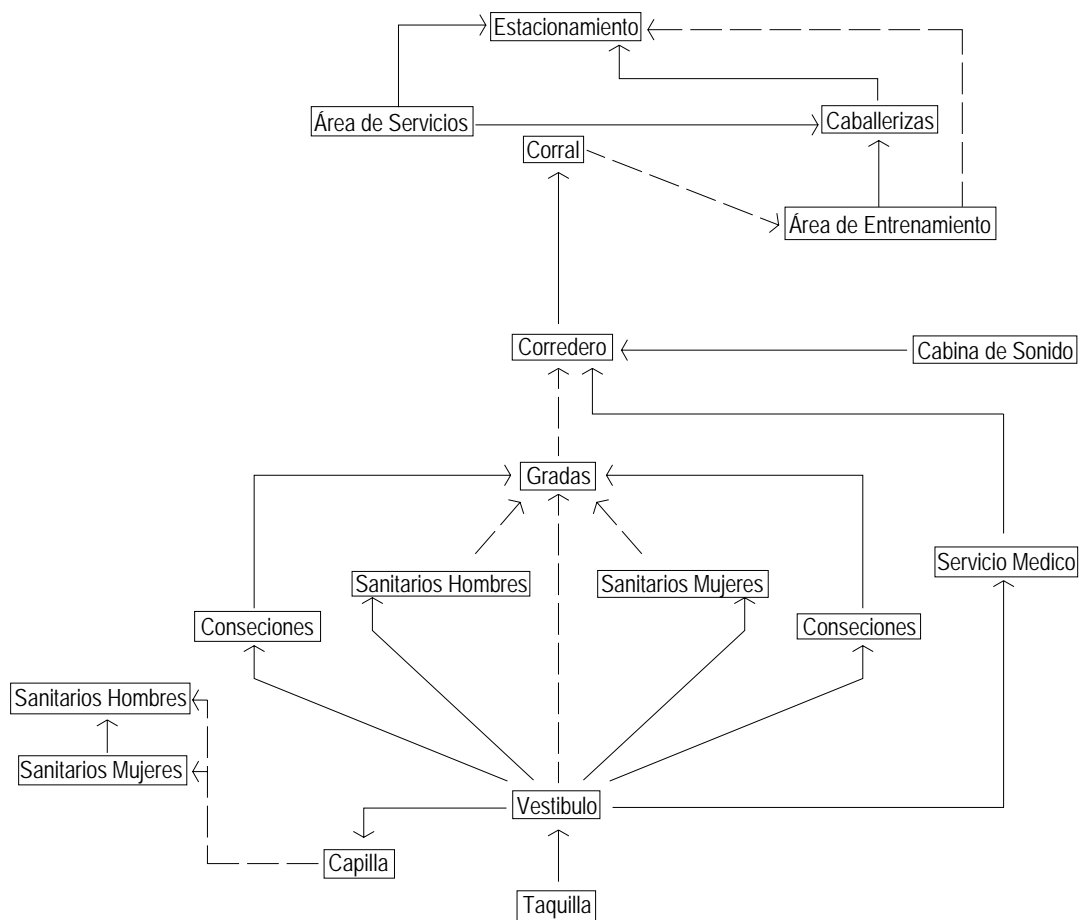 Estacionamiento
Área de Servicios
Caballerizas
Corral
Área de Entrenamiento
Corredero
Cabina de Sonido
Gradas
Servicio Medico
Sanitarios Hombres
Sanitarios Mujeres
Conseciones
Conseciones
Sanitarios Hombres
Sanitarios Mujeres
Vestibulo
Capilla
Taquilla